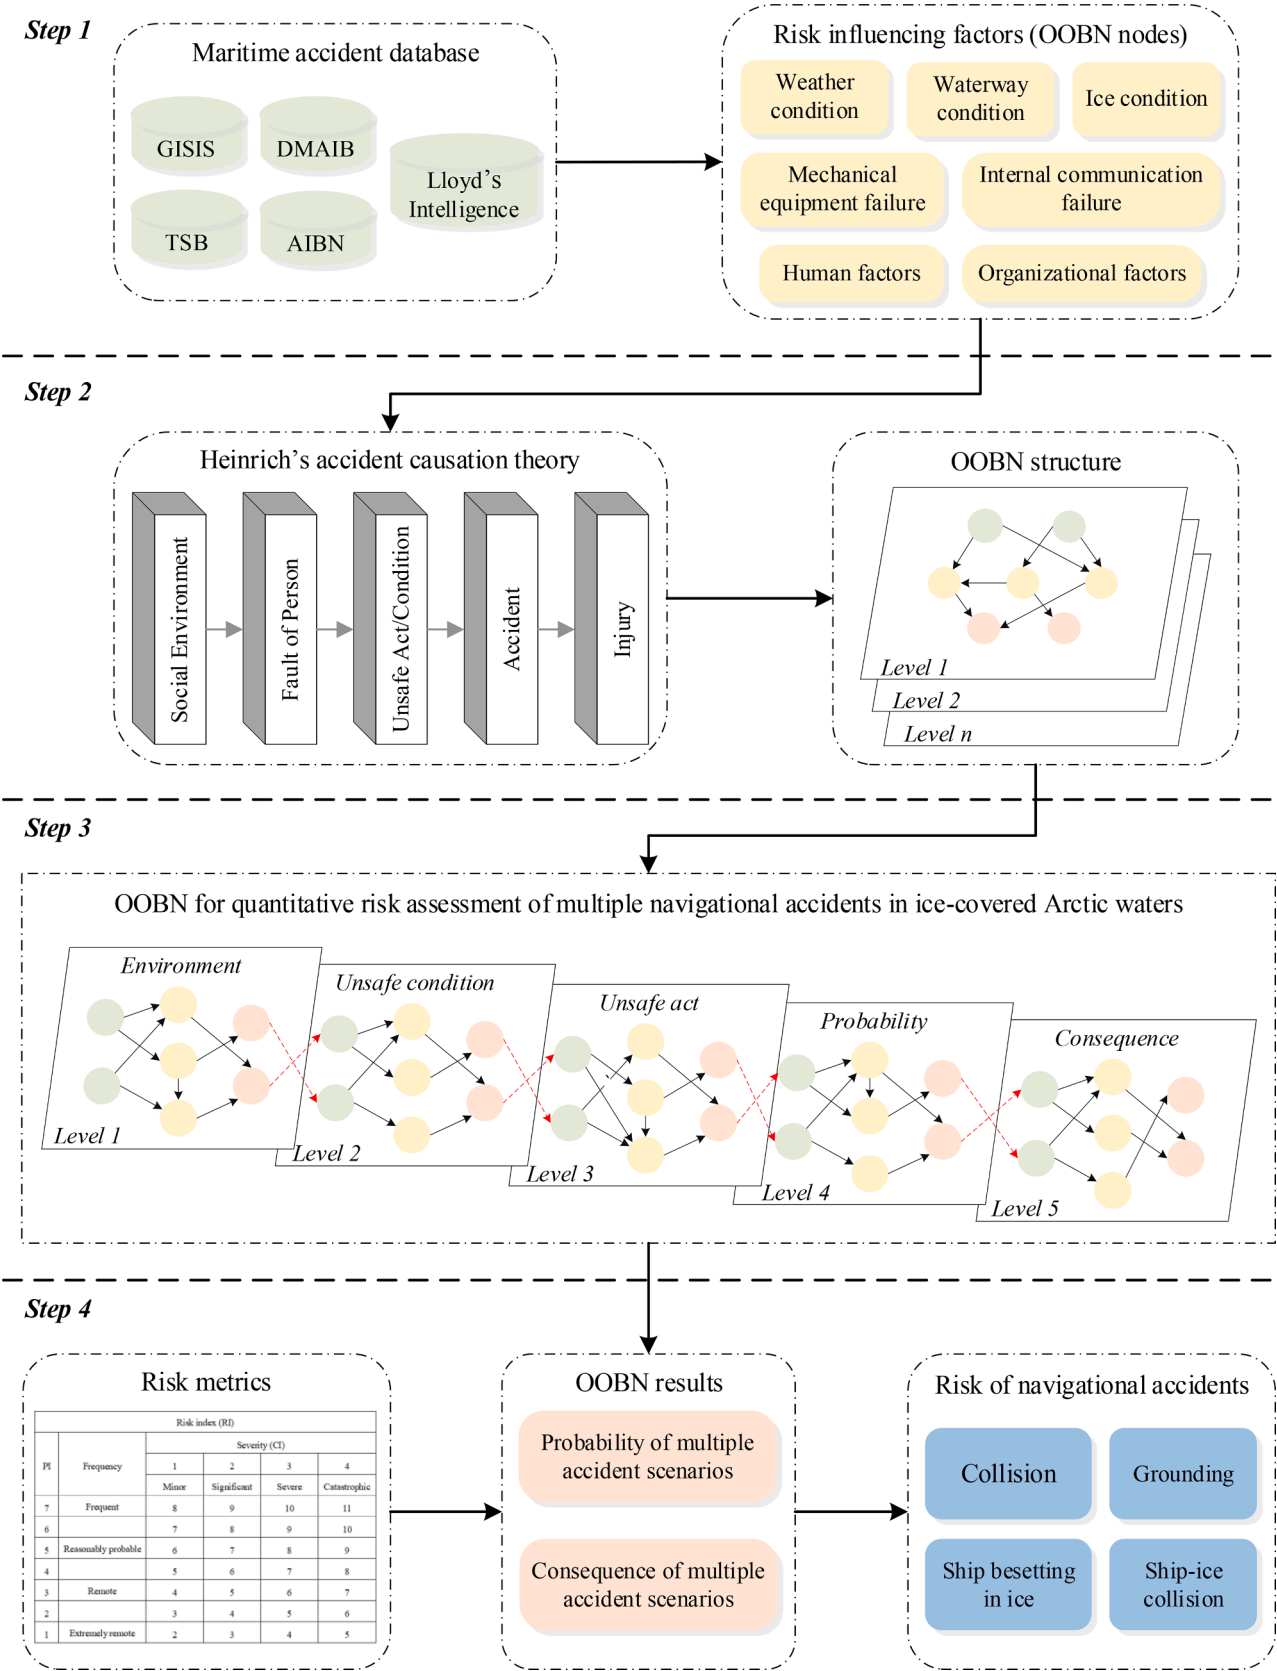 Step 1
Maritime accident database
GISIS
DMAIB
Lloyd's
Intelligence
TSB
AIBN
Risk influencing factors (OOBN nodes)
Weather
condition
Waterway
condition
Ice condition
Mechanical
equipment failure
Internal communication
failure
Human factors
Organizational factors
Step 2
Heinrich's accident causation theory
Social Environment
Fault of Person
Unsafe Act/Condition
Accident
Injury
OOBN structure
Level 1
Level 2
Level n
Step 3
OOBN for quantitative risk assessment of multiple navigational accidents in ice-covered Arctic waters
Environment
Level 1
Unsafe condition
Level 2
Unsafe act
Level 3
Probability
Level 4
Consequence
Level 5
Step 4
Risk metrics
Risk index (RI)
PI Frequency Severity (CI)
1 2 3 4
Minor Significant Severe Catastrophic
7 Frequent 8 9 10 11
6 7 8 9 10
5 Reasonably probable 6 7 8 9
4 5 6 7 8
3 Remote 4 5 6 7
2 3 4 5 6
1 Extremely remote 2 3 4 5
OOBN results
Probability of multiple
accident scenarios
Consequence of multiple
accident scenarios
Risk of navigational accidents
Collision
Grounding
Ship besetting
in ice
Ship-ice
collision